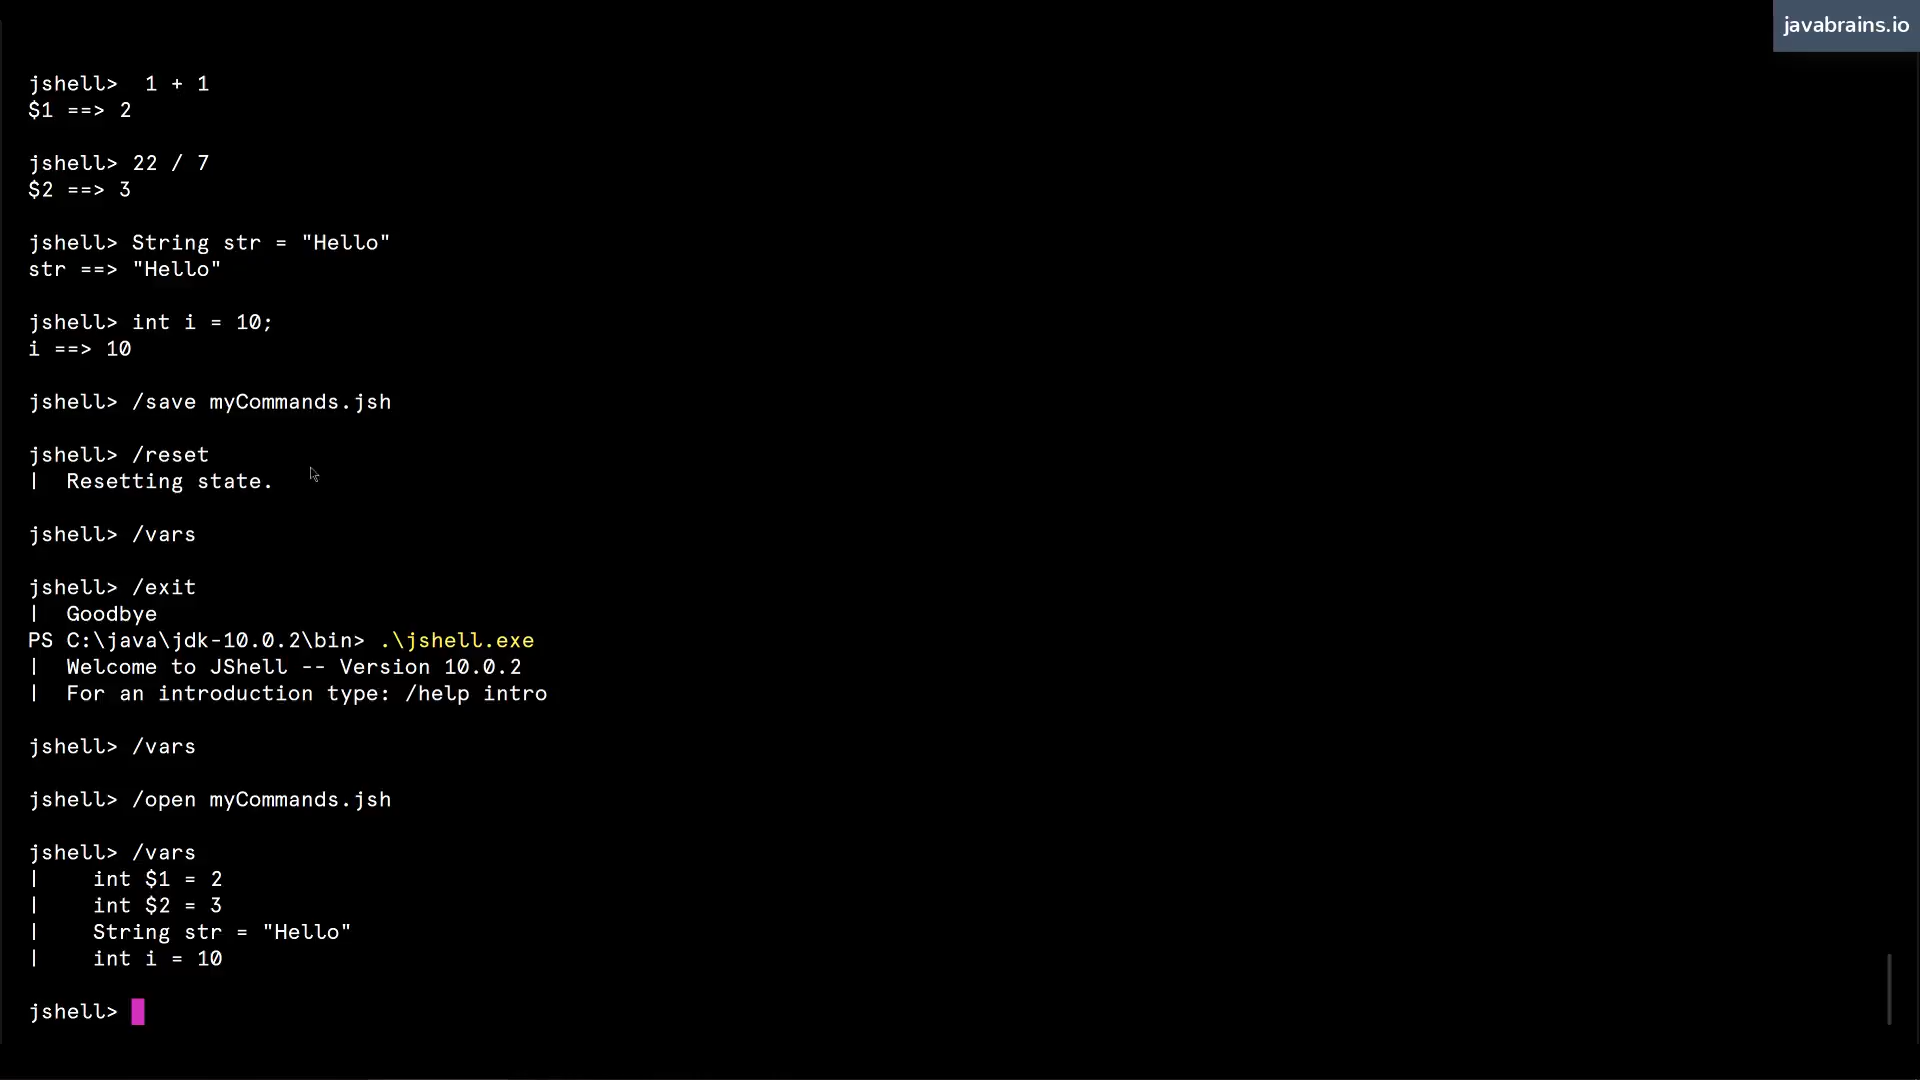 javabrains.io
jshell>  1 + 1
$1 ==> 2
jshell> 22 / 7
$2 ==> 3
jshell> String str = "Hello"
str ==> "Hello"
jshell> int i = 10;
i ==> 10
jshell> /save myCommands.jsh
jshell> /reset
|  Resetting state.
jshell> /vars
jshell> /exit
|  Goodbye
PS C:\java\jdk-10.0.2\bin> .\jshell.exe
|  Welcome to JShell -- Version 10.0.2
|  For an introduction type: /help intro
jshell> /vars
jshell> /open myCommands.jsh
jshell> /vars
|    int $1 = 2
|    int $2 = 3
|    String str = "Hello"
|    int i = 10
jshell>